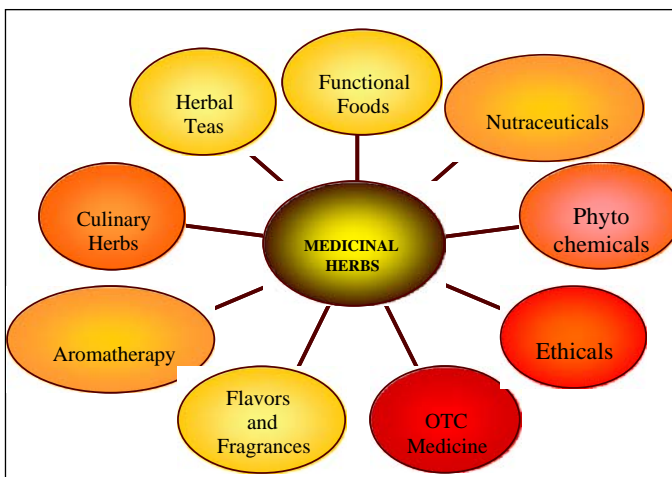 Functional
Foods
Herbal
Teas
Nutraceuticals
Culinary
Herbs
Phyto
chemicals
MEDICINAL
HERBS
Aromatherapy
Ethicals
Flavors
and
Fragrances
OTC
Medicine